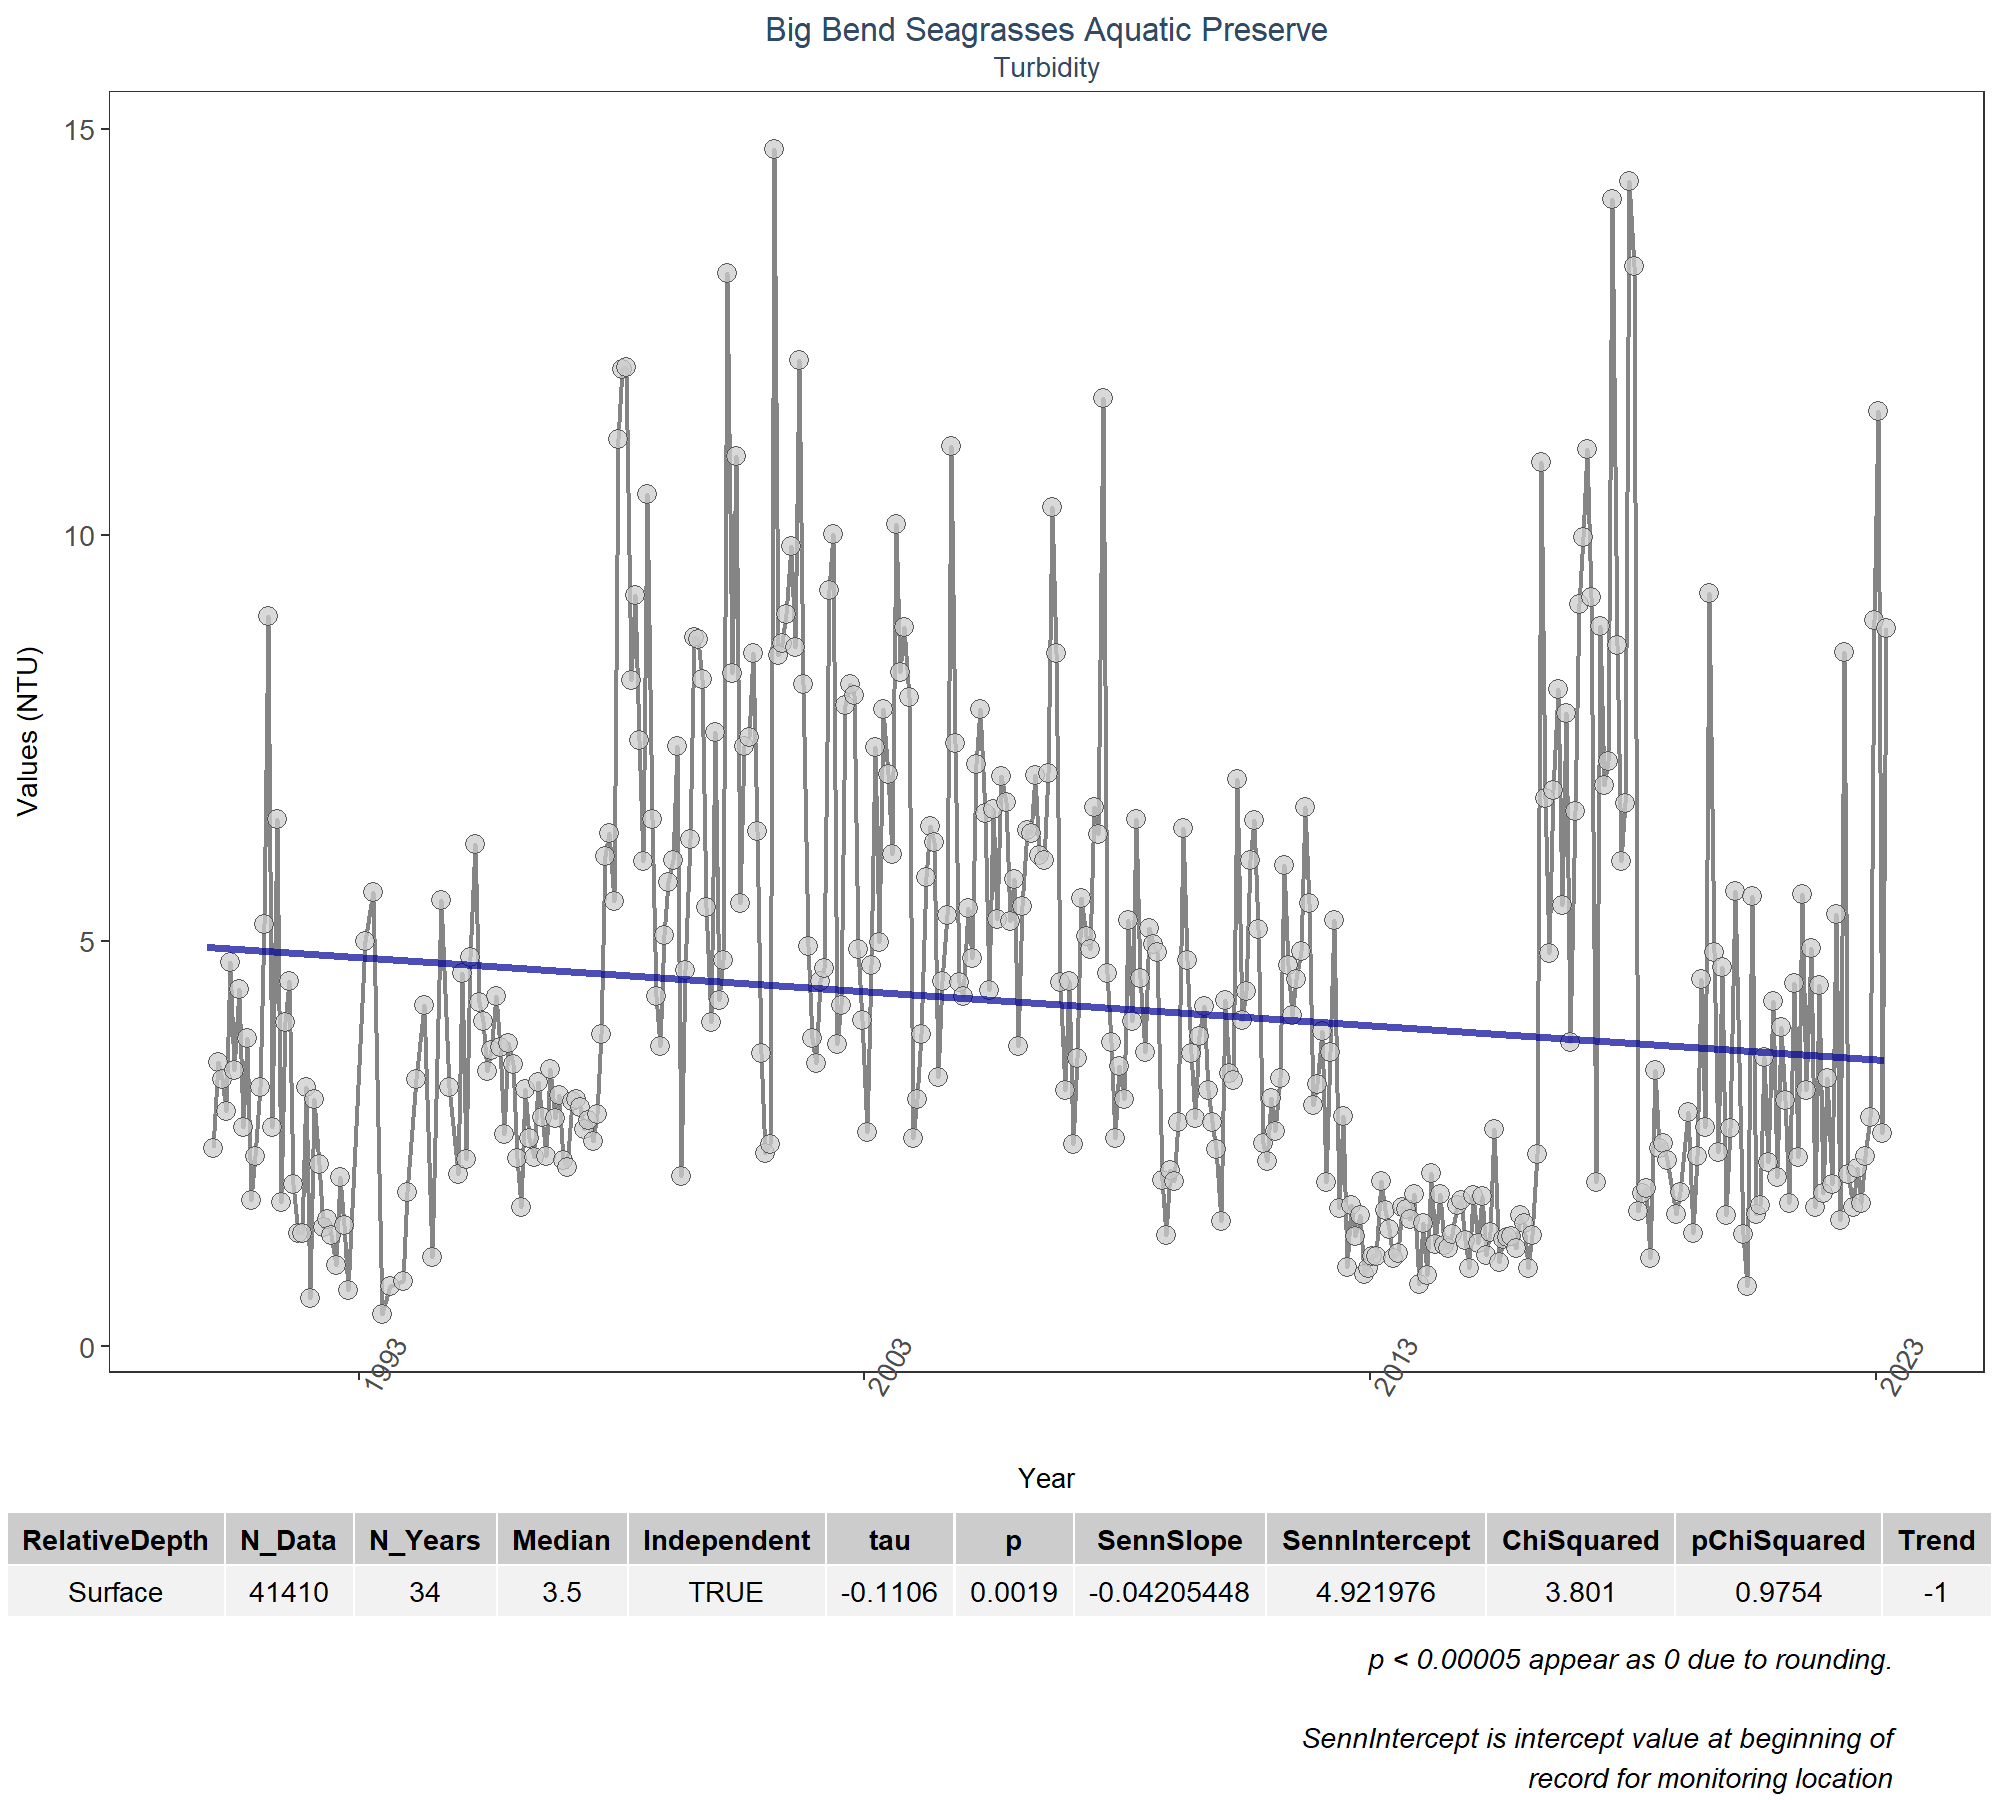 Big Bend Seagrasses Aquatic Preserve
Turbidity
15
10
5
0
Values (NTU)
1993
2003
2013
2023
Year
RelativeDepth N_Data N_Years Median Independent tau p SennSlope SennIntercept ChiSquared pChiSquared Trend
Surface 41410 34 3.5 TRUE -0.1106 0.0019 -0.04205448 4.921976 3.801 0.9754 -1
p < 0.00005 appear as 0 due to rounding.
SennIntercept is intercept value at beginning of
record for monitoring location